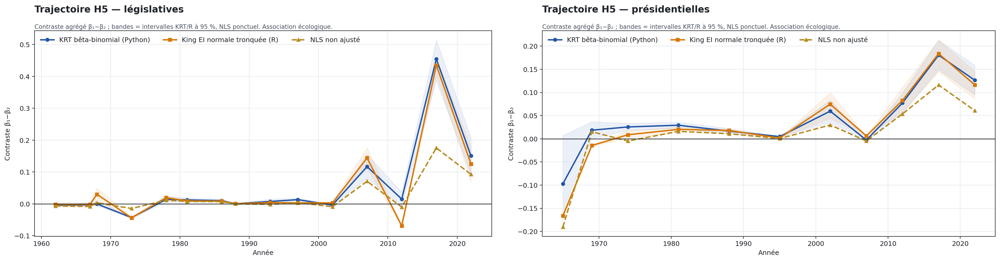 Trajectoire H5 — législatives
Contraste agrégé β₁−β₂ ; bandes = intervalles KRT/R à 95 %, NLS ponctuel. Association écologique.
KRT bêta-binomial (Python)
King EI normale tronquée (R)
NLS non ajusté
Contraste β₁−β₂
0.5
0.4
0.3
0.2
0.1
0.0
−0.1
1960
1970
1980
1990
2000
2010
2020
Année
Trajectoire H5 — présidentielles
Contraste agrégé β₁−β₂ ; bandes = intervalles KRT/R à 95 %, NLS ponctuel. Association écologique.
KRT bêta-binomial (Python)
King EI normale tronquée (R)
NLS non ajusté
Contraste β₁−β₂
0.20
0.15
0.10
0.05
0.00
−0.05
−0.10
−0.15
−0.20
1970
1980
1990
2000
2010
2020
Année